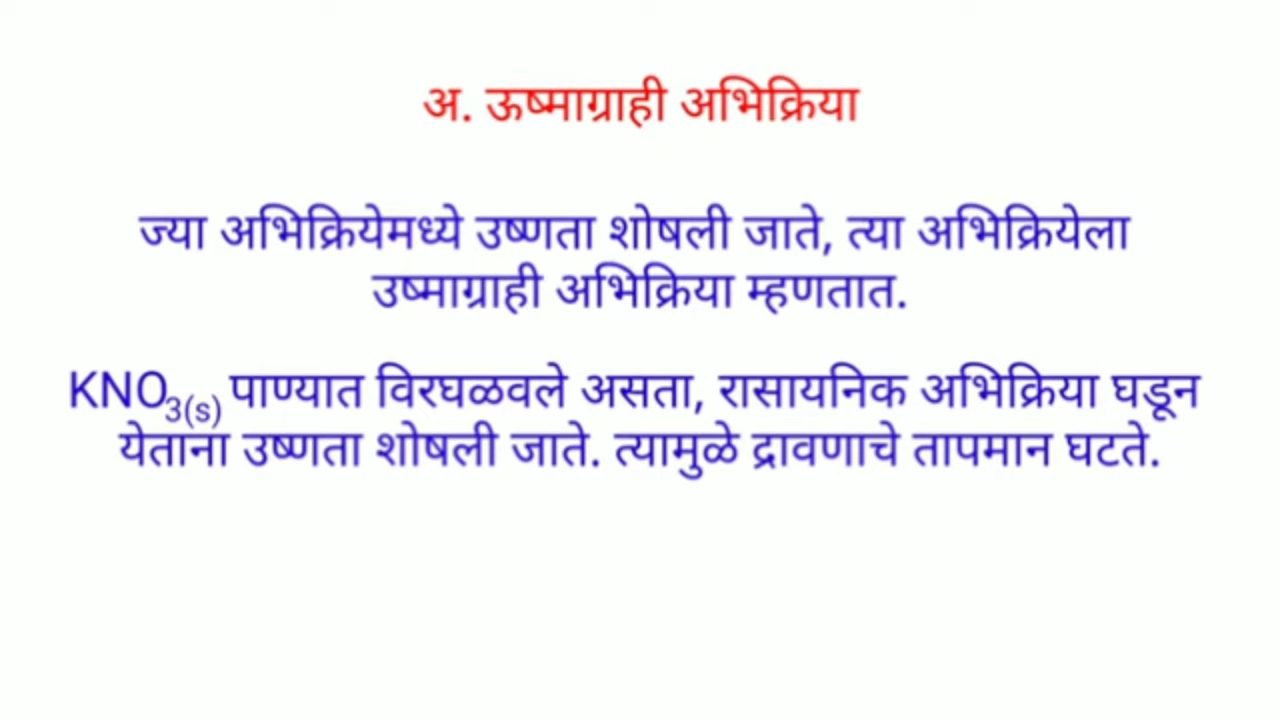 अ. ऊष्माग्राही अभिक्रिया
ज्या अभिक्रियेमध्ये उष्णता शोषली जाते, त्या अभिक्रियेला
उष्माग्राही अभिक्रिया म्हणतात.
KNO3(s) पाण्यात विरघळवले असता, रासायनिक अभिक्रिया घडून
येताना उष्णता शोषली जाते. त्यामुळे द्रावणाचे तापमान घटते.